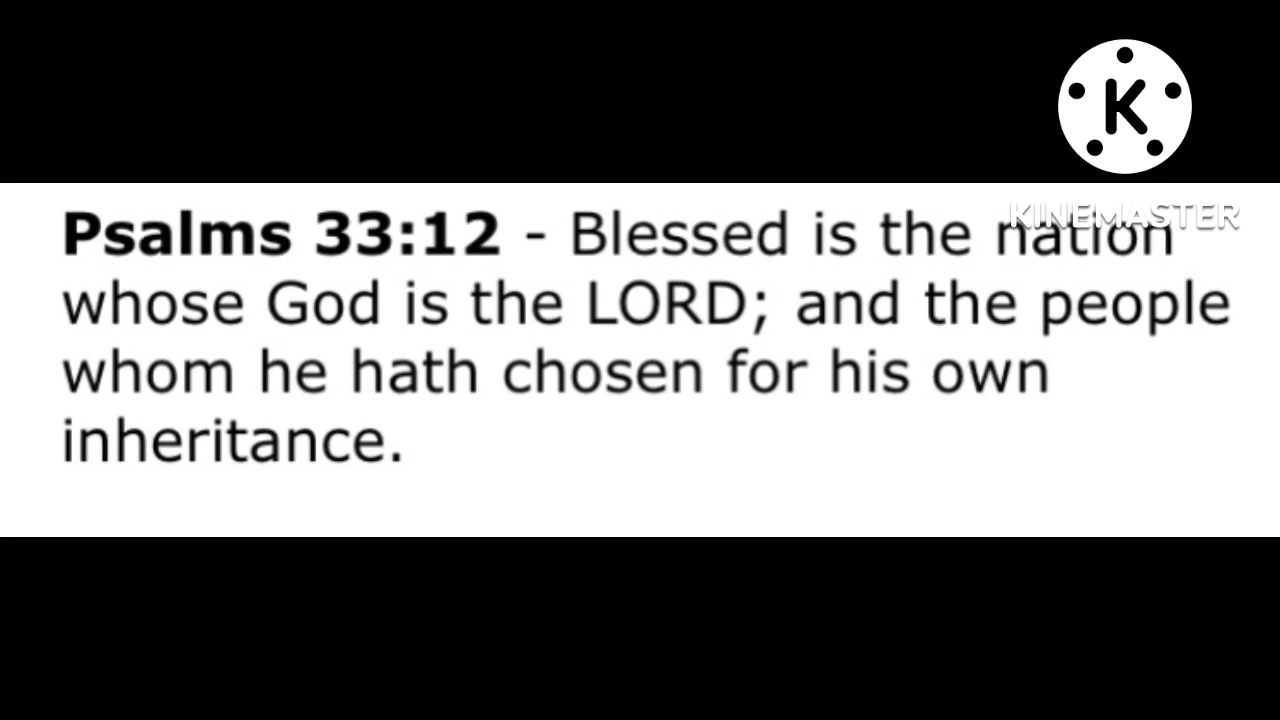 Psalms 33:12 - Blessed is the nation
whose God is the LORD; and the people
whom he hath chosen for his own
inheritance.
K
KINEMASTER